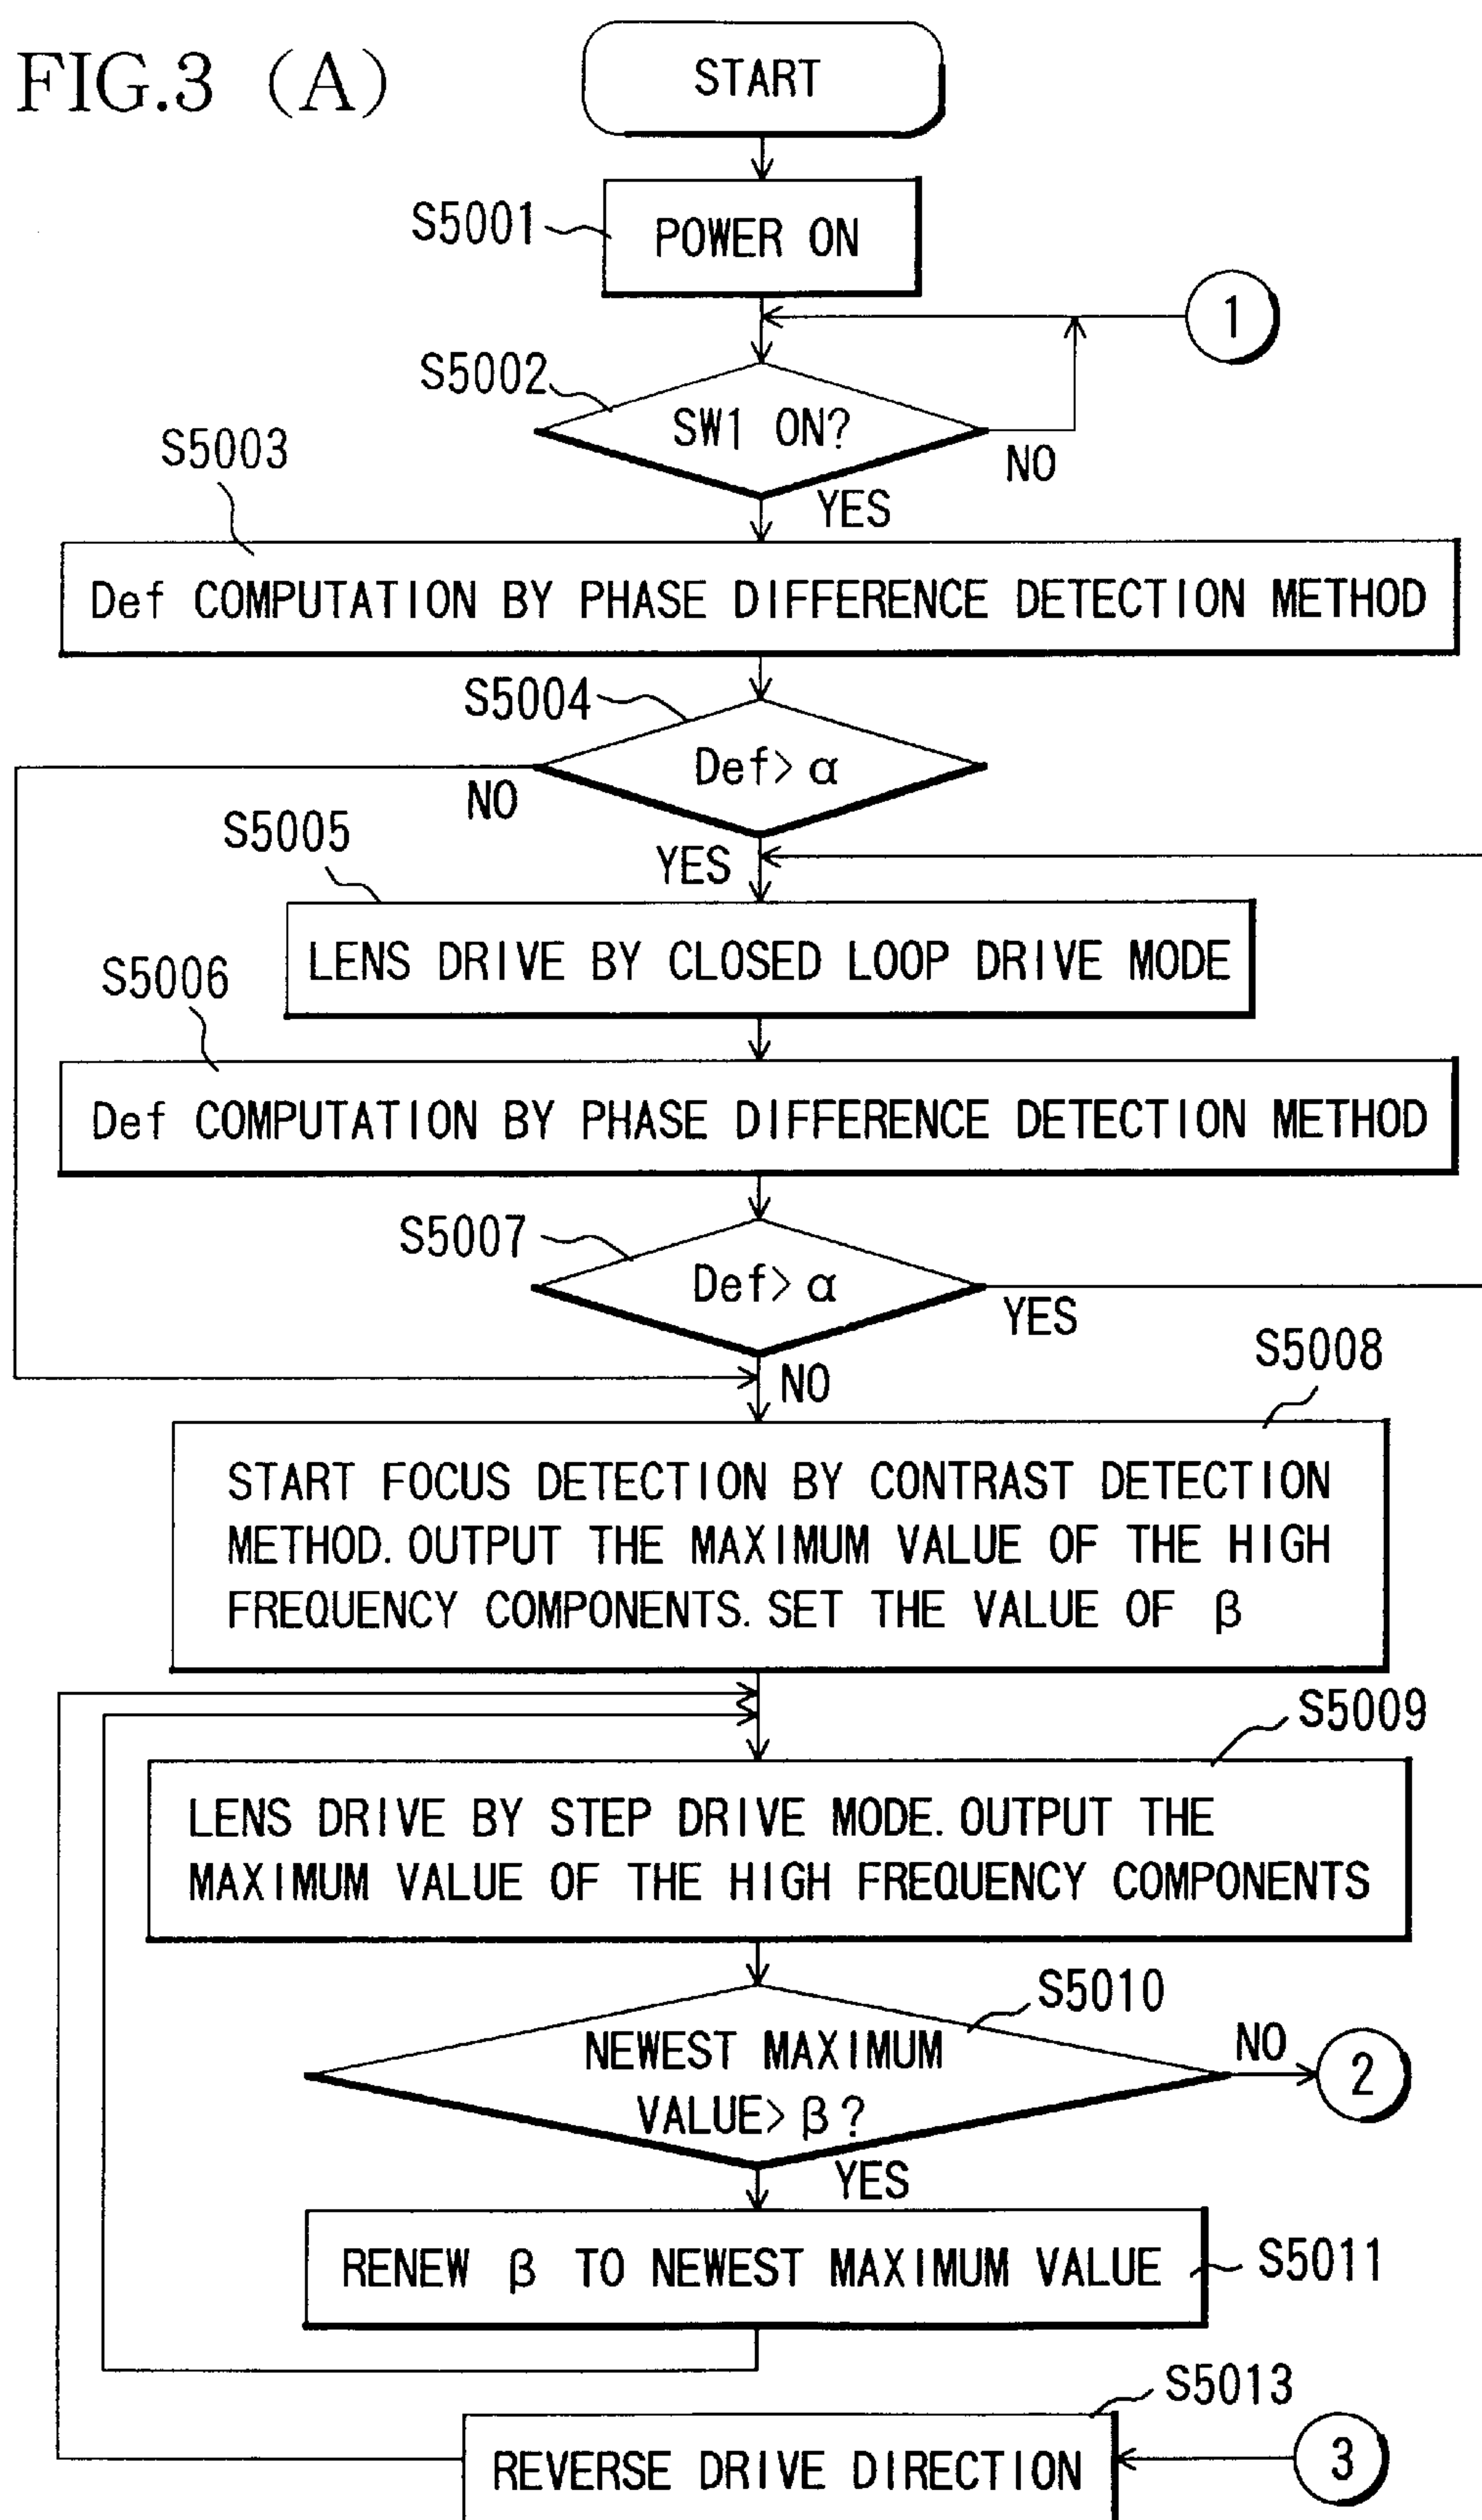 FIG.3 (A)
START
S5001
POWER ON
1
S5002
SW1 ON?
NO
YES
S5003
Def COMPUTATION BY PHASE DIFFERENCE DETECTION METHOD
S5004
Def> α
NO
YES
S5005
LENS DRIVE BY CLOSED LOOP DRIVE MODE
S5006
Def COMPUTATION BY PHASE DIFFERENCE DETECTION METHOD
S5007
Def> α
YES
NO
S5008
START FOCUS DETECTION BY CONTRAST DETECTION
METHOD. OUTPUT THE MAXIMUM VALUE OF THE HIGH
FREQUENCY COMPONENTS. SET THE VALUE OF β
S5009
LENS DRIVE BY STEP DRIVE MODE. OUTPUT THE
MAXIMUM VALUE OF THE HIGH FREQUENCY COMPONENTS
S5010
NEWEST MAXIMUM
VALUE> β ?
NO
2
YES
RENEW β TO NEWEST MAXIMUM VALUE
S5011
S5013
REVERSE DRIVE DIRECTION
3